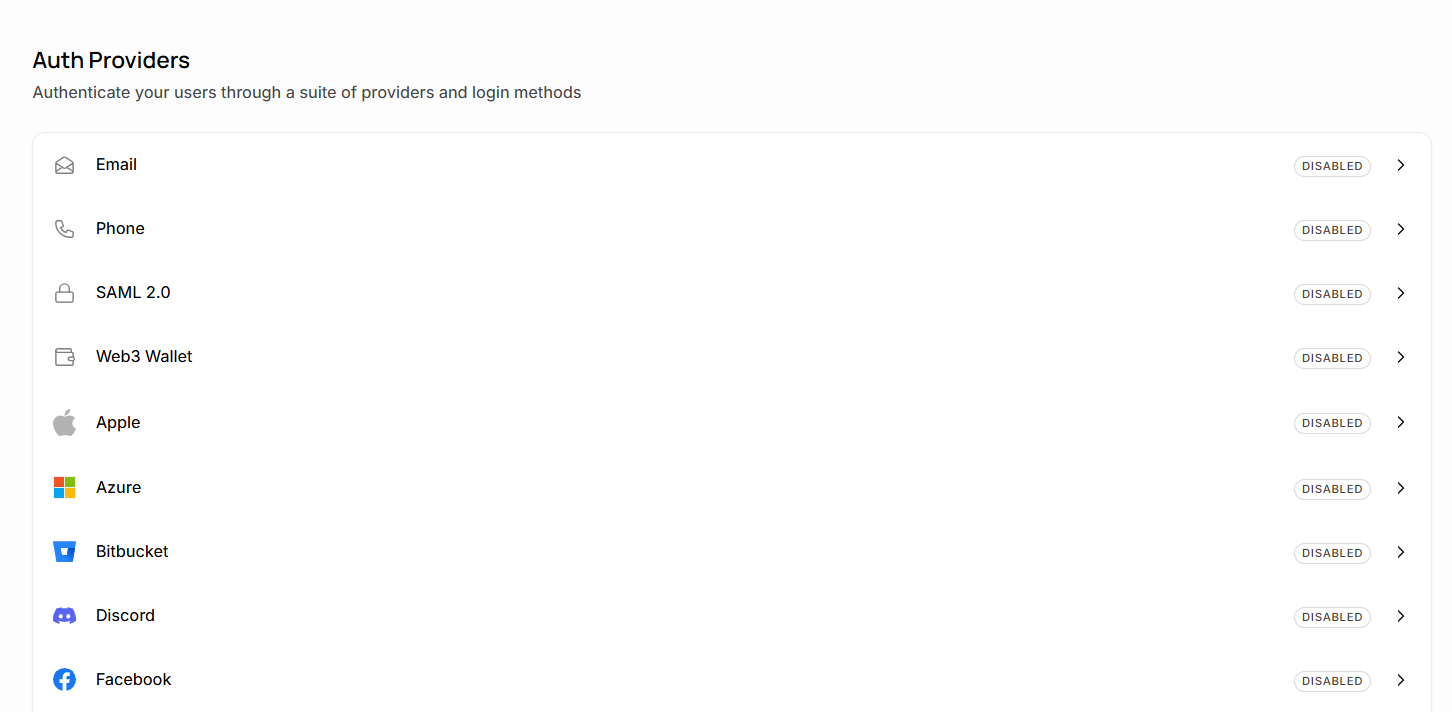 Auth Providers
Authenticate your users through a suite of providers and login methods
Email DISABLED
Phone DISABLED
SAML 2.0 DISABLED
Web3 Wallet DISABLED
Apple DISABLED
Azure DISABLED
Bitbucket DISABLED
Discord DISABLED
Facebook DISABLED